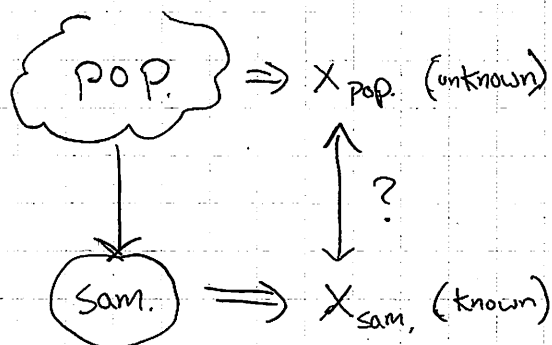 pop. ⇒ X pop. (unknown)
?
sam. ⇒ X sam. (known)